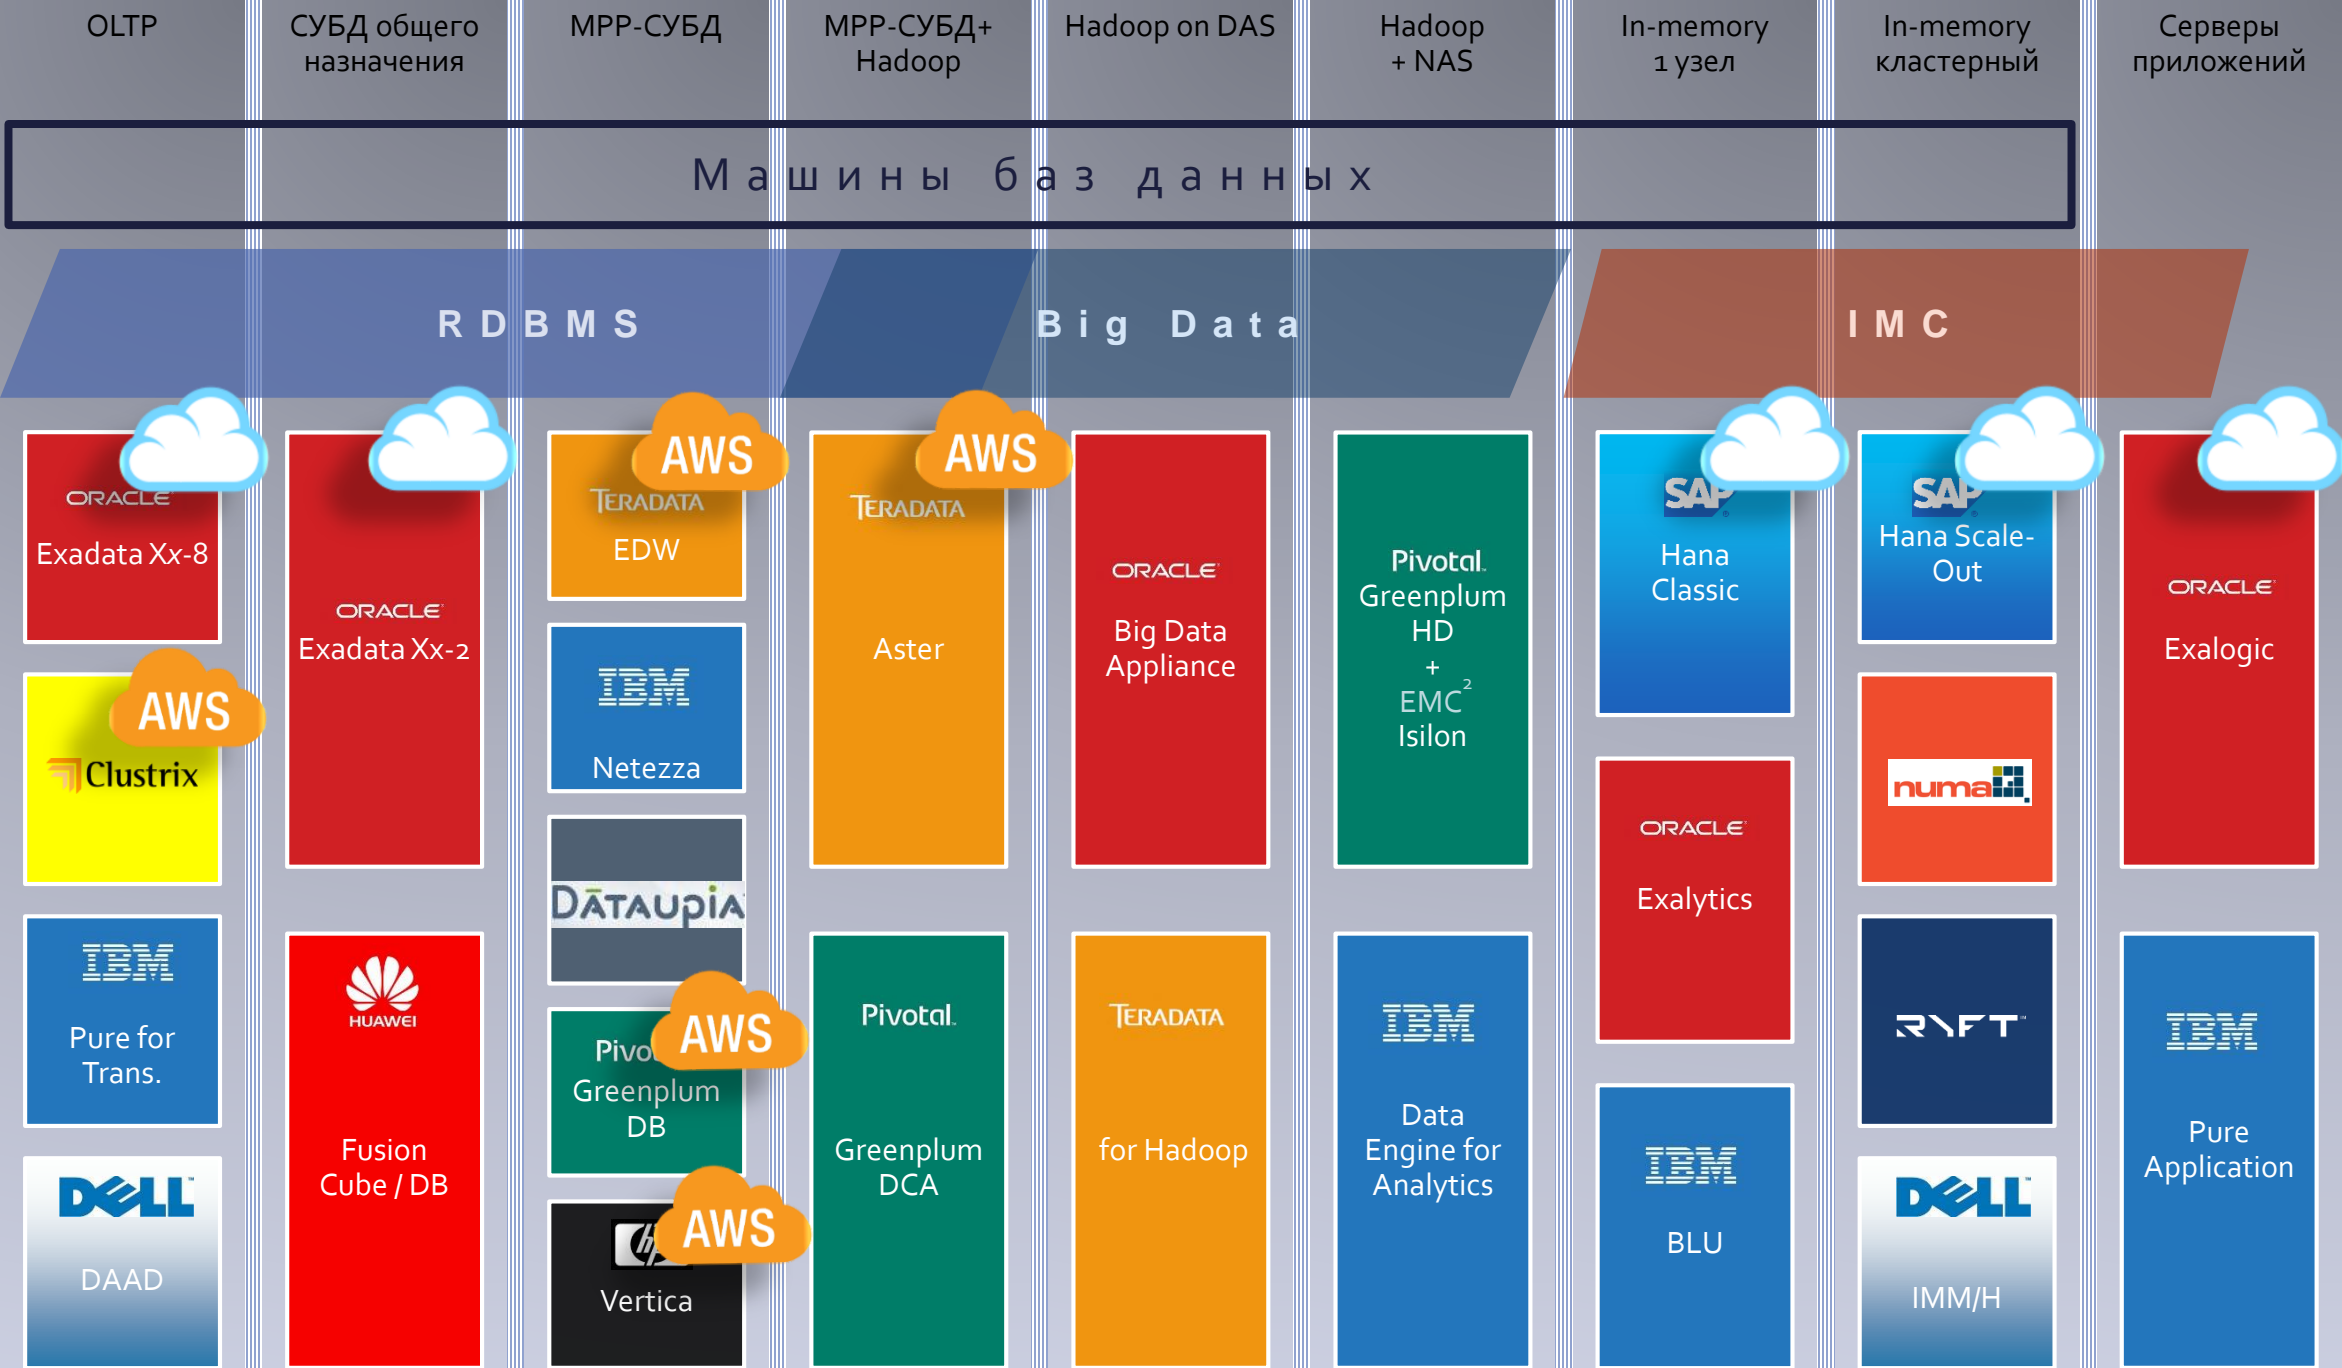 OLTP
СУБД общего
назначения
MPP-СУБД
MPP-СУБД+
Hadoop
Hadoop on DAS
Hadoop
+ NAS
In-memory
1 узел
In-memory
кластерный
Серверы
приложений
Машины баз данных
RDBMS
Big Data
IMC
ORACLE
Exadata Xx-8
AWS
Clustrix
IBM
Pure for
Trans.
DELL
DAAD
ORACLE
Exadata Xx-2
HUAWEI
Fusion
Cube / DB
AWS
TERADATA
EDW
IBM
Netezza
DATAUPIA
AWS
Pivo
Greenplum
DB
AWS
hp
Vertica
AWS
TERADATA
Aster
Pivotal
Greenplum
DCA
ORACLE
Big Data
Appliance
TERADATA
for Hadoop
Pivotal
Greenplum
HD
+
EMC²
Isilon
IBM
Data
Engine for
Analytics
SAP
Hana
Classic
ORACLE
Exalytics
IBM
BLU
SAP
Hana Scale-
Out
numa
RYFT
DELL
IMM/H
ORACLE
Exalogic
IBM
Pure
Application